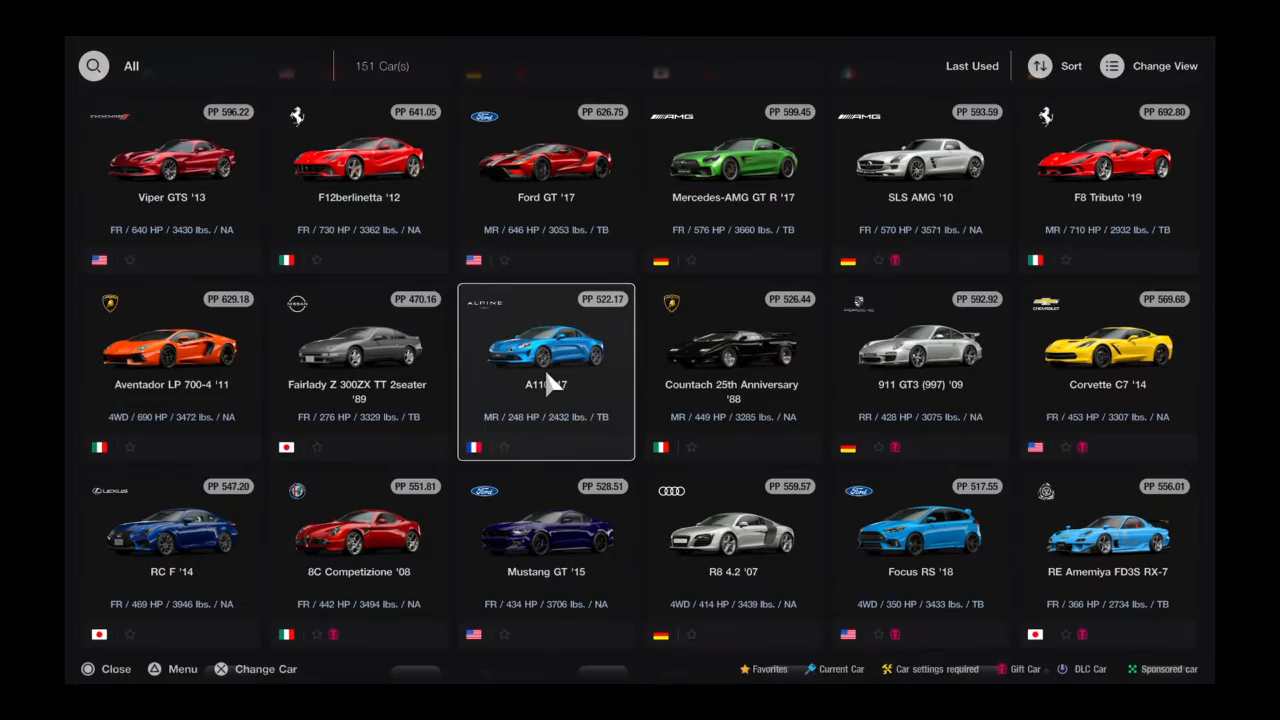 All
151 Car(s)
Last Used
Sort
Change View
DODGE
PP 596.22
Viper GTS '13
FR / 640 HP / 3430 lbs. / NA
PP 641.05
F12berlinetta '12
FR / 730 HP / 3362 lbs. / NA
Ford
PP 626.75
Ford GT '17
MR / 646 HP / 3053 lbs. / TB
AMG
PP 599.45
Mercedes-AMG GT R '17
FR / 576 HP / 3660 lbs. / TB
AMG
PP 593.59
SLS AMG '10
FR / 570 HP / 3571 lbs. / NA
PP 692.80
F8 Tributo '19
MR / 710 HP / 2932 lbs. / TB
PP 629.18
Aventador LP 700-4 '11
4WD / 690 HP / 3472 lbs. / NA
NISSAN
PP 470.16
Fairlady Z 300ZX TT 2seater
'89
FR / 276 HP / 3329 lbs. / TB
ALPINE
PP 522.17
MR / 248 HP / 2432 lbs. / TB
PP 526.44
Countach 25th Anniversary
'88
MR / 449 HP / 3285 lbs. / NA
PORSCHE
PP 592.92
911 GT3 (997) '09
RR / 428 HP / 3075 lbs. / NA
CHEVROLET
PP 569.68
Corvette C7 '14
FR / 453 HP / 3307 lbs. / NA
LEXUS
PP 547.20
RC F '14
FR / 469 HP / 3946 lbs. / NA
PP 551.81
8C Competizione '08
FR / 442 HP / 3494 lbs. / NA
Ford
PP 528.51
Mustang GT '15
FR / 434 HP / 3706 lbs. / NA
PP 559.57
R8 4.2 '07
4WD / 414 HP / 3439 lbs. / NA
Ford
PP 517.55
Focus RS '18
4WD / 350 HP / 3433 lbs. / TB
PP 556.01
RE Amemiya FD3S RX-7
FR / 366 HP / 2734 lbs. / TB
Close
Menu
Change Car
Favorites
Current Car
Car settings required
Gift Car
DLC Car
Sponsored car